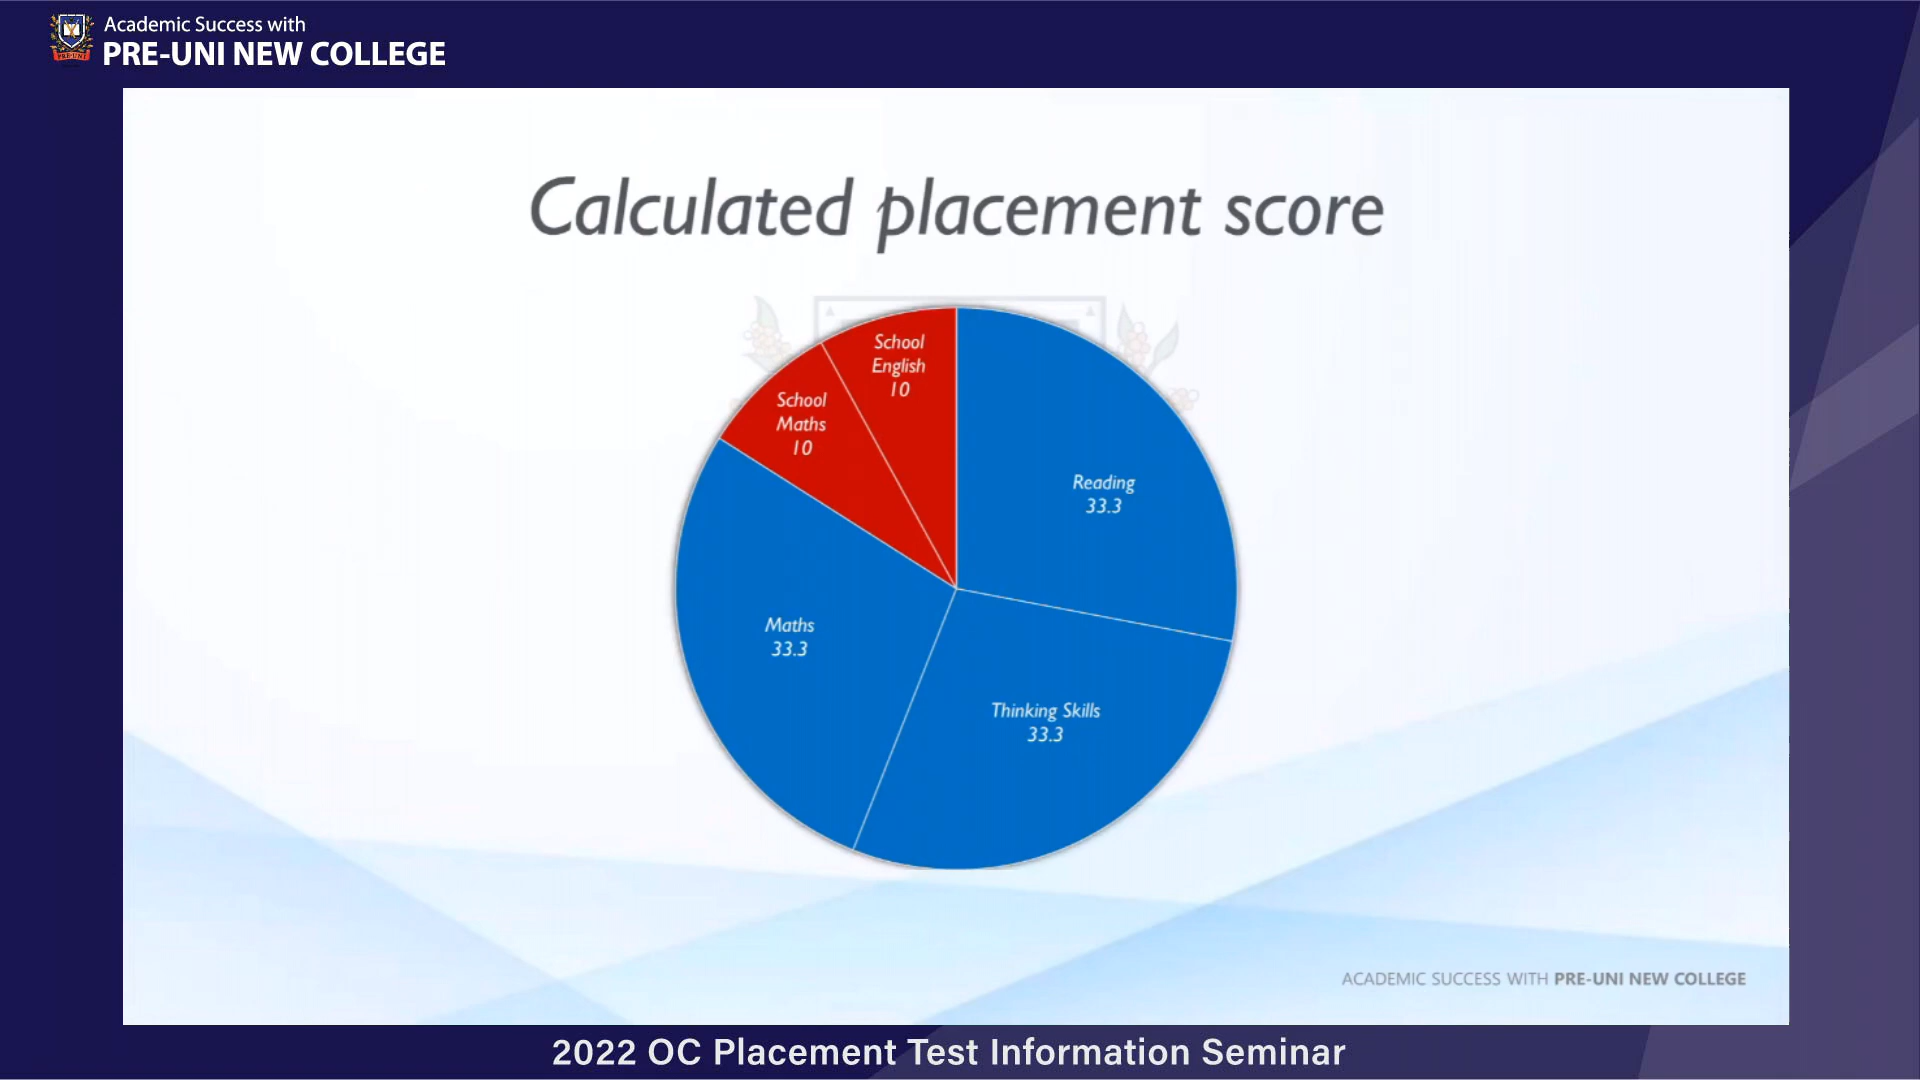 Academic Success with
PRE-UNI NEW COLLEGE
Calculated placement score
School
English
10
School
Maths
10
Reading
33.3
Maths
33.3
Thinking Skills
33.3
ACADEMIC SUCCESS WITH PRE-UNI NEW COLLEGE
2022 OC Placement Test Information Seminar